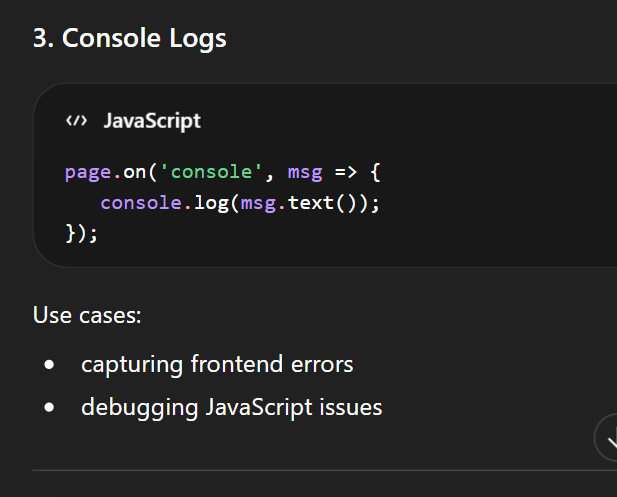 3. Console Logs
</> JavaScript
page.on('console', msg => {
console.log(msg.text());
});
Use cases:
• capturing frontend errors
• debugging JavaScript issues